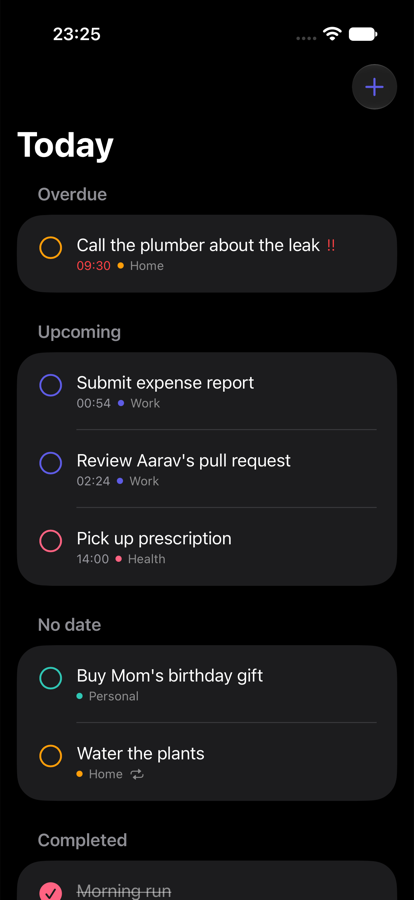 23:25
Today
Overdue
Call the plumber about the leak !!
09:30 Home
Upcoming
Submit expense report
00:54 Work
Review Aarav's pull request
02:24 Work
Pick up prescription
14:00 Health
No date
Buy Mom's birthday gift
Personal
Water the plants
Home
Completed
Morning run